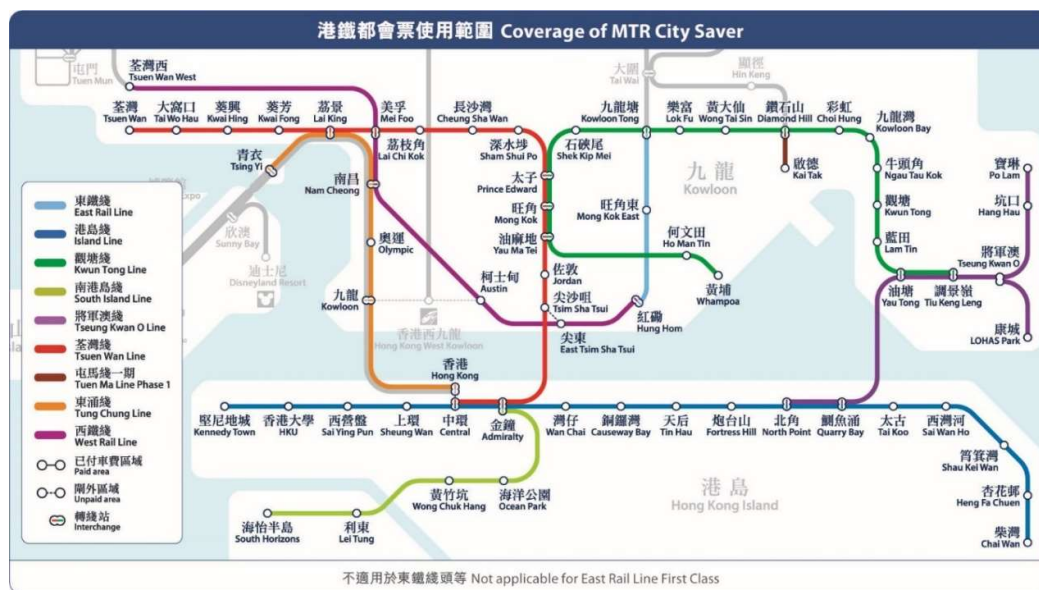 港鐵都會票使用範圍 Coverage of MTR City Saver
屯門
Tuen Mun
荃灣西
Tsuen Wan West
大圍
Tai Wai
顯徑
Hin Keng
荃灣
Tsuen Wan
大窩口
Tai Wo Hau
葵興
Kwai Hing
葵芳
Kwai Fong
荔景
Lai King
美孚
Mei Foo
荔枝角
Lai Chi Kok
長沙灣
Cheung Sha Wan
深水埗
Sham Shui Po
石硤尾
Shek Kip Mei
九龍塘
Kowloon Tong
樂富
Lok Fu
黃大仙
Wong Tai Sin
鑽石山
Diamond Hill
彩虹
Choi Hung
九龍灣
Kowloon Bay
青衣
Tsing Yi
南昌
Nam Cheong
太子
Prince Edward
旺角
Mong Kok
油麻地
Yau Ma Tei
旺角東
Mong Kok East
九龍
Kowloon
啟德
Kai Tak
牛頭角
Ngau Tau Kok
寶琳
Po Lam
觀塘
Kwun Tong
坑口
Hang Hau
藍田
Lam Tin
將軍澳
Tseung Kwan O
欣澳
Sunny Bay
迪士尼
Disneyland Resort
奧運
Olympic
九龍
Kowloon
柯士甸
Austin
佐敦
Jordan
尖沙咀
Tsim Sha Tsui
尖東
East Tsim Sha Tsui
何文田
Ho Man Tin
黃埔
Whampoa
紅磡
Hung Hom
油塘
Yau Tong
調景嶺
Tiu Keng Leng
康城
LOHAS Park
香港西九龍
Hong Kong West Kowloon
香港
Hong Kong
東鐵綫
East Rail Line
港島綫
Island Line
觀塘綫
Kwun Tong Line
南港島綫
South Island Line
將軍澳綫
Tseung Kwan O Line
荃灣綫
Tsuen Wan Line
屯馬綫一期
Tuen Ma Line Phase 1
東涌綫
Tung Chung Line
西鐵綫
West Rail Line
已付車費區域
Paid area
閘外區域
Unpaid area
轉綫站
Interchange
堅尼地城
Kennedy Town
香港大學
HKU
西營盤
Sai Ying Pun
上環
Sheung Wan
中環
Central
金鐘
Admiralty
灣仔
Wan Chai
銅鑼灣
Causeway Bay
天后
Tin Hau
炮台山
Fortress Hill
北角
North Point
鰂魚涌
Quarry Bay
太古
Tai Koo
西灣河
Sai Wan Ho
筲箕灣
Shau Kei Wan
杏花邨
Heng Fa Chuen
柴灣
Chai Wan
海怡半島
South Horizons
利東
Lei Tung
黃竹坑
Wong Chuk Hang
海洋公園
Ocean Park
港島
Hong Kong Island
不適用於東鐵綫頭等 Not applicable for East Rail Line First Class